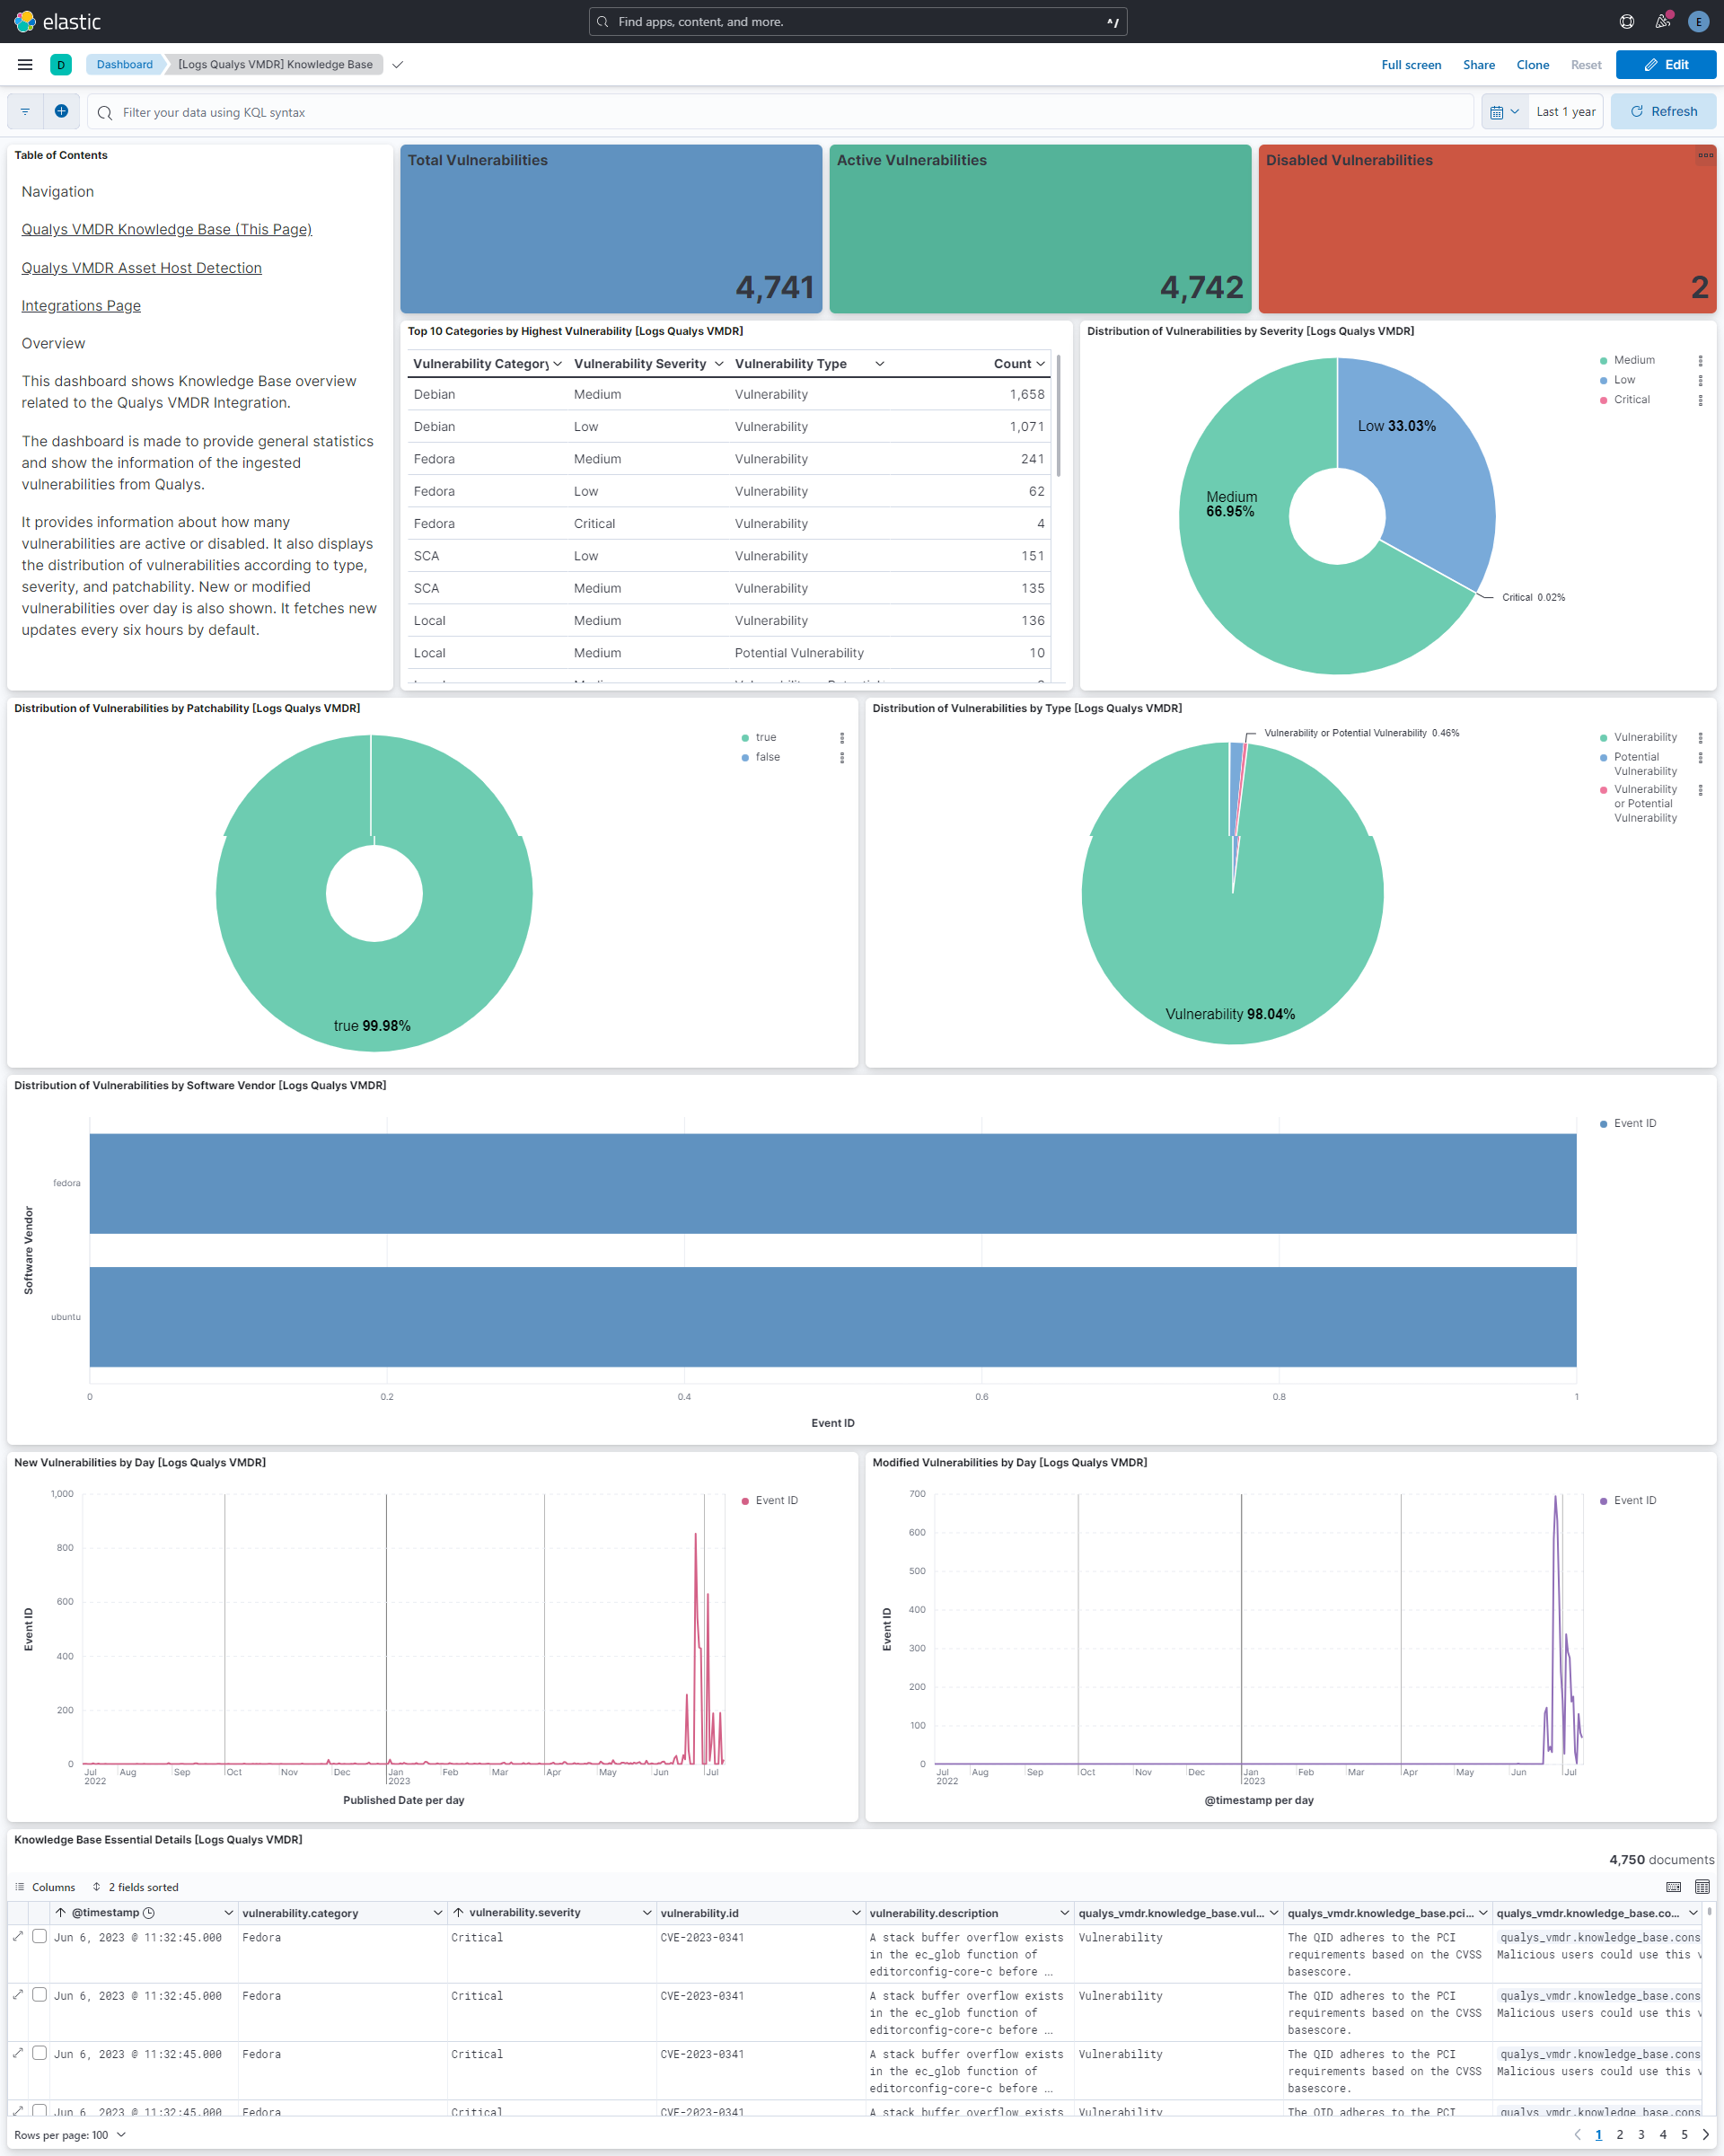 elastic
Find apps, content, and more.
^/
E
D
Dashboard
[Logs Qualys VMDR] Knowledge Base
Full screen
Share
Clone
Reset
Edit
Filter your data using KQL syntax
Last 1 year
Refresh
Table of Contents
Navigation
Qualys VMDR Knowledge Base (This Page)
Qualys VMDR Asset Host Detection
Integrations Page
Overview
This dashboard shows Knowledge Base overview
related to the Qualys VMDR Integration.
The dashboard is made to provide general statistics
and show the information of the ingested
vulnerabilities from Qualys.
It provides information about how many
vulnerabilities are active or disabled. It also displays
the distribution of vulnerabilities according to type,
severity, and patchability. New or modified
vulnerabilities over day is also shown. It fetches new
updates every six hours by default.
Total Vulnerabilities
4,741
Active Vulnerabilities
4,742
Disabled Vulnerabilities
2
Top 10 Categories by Highest Vulnerability [Logs Qualys VMDR]
Vulnerability Category Vulnerability Severity Vulnerability Type Count
Debian Medium Vulnerability 1,658
Debian Low Vulnerability 1,071
Fedora Medium Vulnerability 241
Fedora Low Vulnerability 62
Fedora Critical Vulnerability 4
SCA Low Vulnerability 151
SCA Medium Vulnerability 135
Local Medium Vulnerability 136
Local Medium Potential Vulnerability 10
Distribution of Vulnerabilities by Severity [Logs Qualys VMDR]
Medium
Low
Critical
Low 33.03%
Medium
66.95%
Critical 0.02%
Distribution of Vulnerabilities by Patchability [Logs Qualys VMDR]
true
false
true 99.98%
Distribution of Vulnerabilities by Type [Logs Qualys VMDR]
Vulnerability or Potential Vulnerability 0.46%
Vulnerability
Potential
Vulnerability
Vulnerability
or Potential
Vulnerability
Vulnerability 98.04%
Distribution of Vulnerabilities by Software Vendor [Logs Qualys VMDR]
Event ID
Software Vendor
fedora
ubuntu
0 0.2 0.4 0.6 0.8 1
Event ID
New Vulnerabilities by Day [Logs Qualys VMDR]
Event ID
Event ID
1,000
800
600
400
200
0
Jul Aug Sep Oct Nov Dec Jan Feb Mar Apr May Jun Jul
2022 2023
Published Date per day
Modified Vulnerabilities by Day [Logs Qualys VMDR]
Event ID
Event ID
700
600
500
400
300
200
100
0
Jul Aug Sep Oct Nov Dec Jan Feb Mar Apr May Jun Jul
2022 2023
@timestamp per day
Knowledge Base Essential Details [Logs Qualys VMDR]
4,750 documents
Columns
2 fields sorted
@timestamp vulnerability.category vulnerability.severity vulnerability.id vulnerability.description qualys_vmdr.knowledge_base.vul... qualys_vmdr.knowledge_base.pci... qualys_vmdr.knowledge_base.co...
Jun 6, 2023 @ 11:32:45.000 Fedora Critical CVE-2023-0341 A stack buffer overflow exists Vulnerability The QID adheres to the PCI qualys_vmdr.knowledge_base.cons
in the ec_glob function of requirements based on the CVSS Malicious users could use this v
editorconfig-core-c before ... basescore.
Jun 6, 2023 @ 11:32:45.000 Fedora Critical CVE-2023-0341 A stack buffer overflow exists Vulnerability The QID adheres to the PCI qualys_vmdr.knowledge_base.cons
in the ec_glob function of requirements based on the CVSS Malicious users could use this v
editorconfig-core-c before ... basescore.
Jun 6, 2023 @ 11:32:45.000 Fedora Critical CVE-2023-0341 A stack buffer overflow exists Vulnerability The QID adheres to the PCI qualys_vmdr.knowledge_base.cons
in the ec_glob function of requirements based on the CVSS Malicious users could use this v
editorconfig-core-c before ... basescore.
Jun 6, 2023 @ 11:32:45.000 Fedora Critical CVE-2023-0341 A stack buffer overflow exists Vulnerability The QID adheres to the PCI qualys_vmdr.knowledge_base.cons
Rows per page: 100
1 2 3 4 5